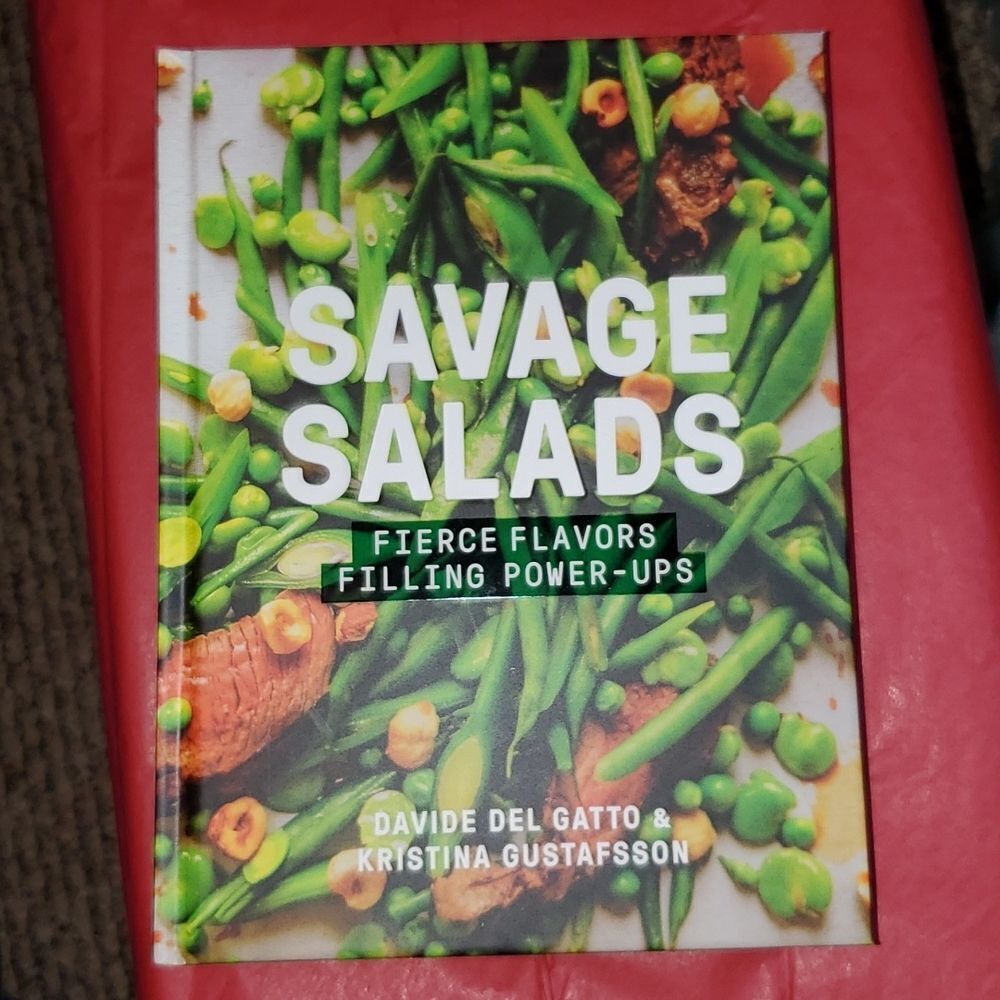 SAVAGE
SALADS
FIERCE FLAVORS
FILLING POWER-UPS
DAVIDE DEL GATTO &
KRISTINA GUSTAFSSON